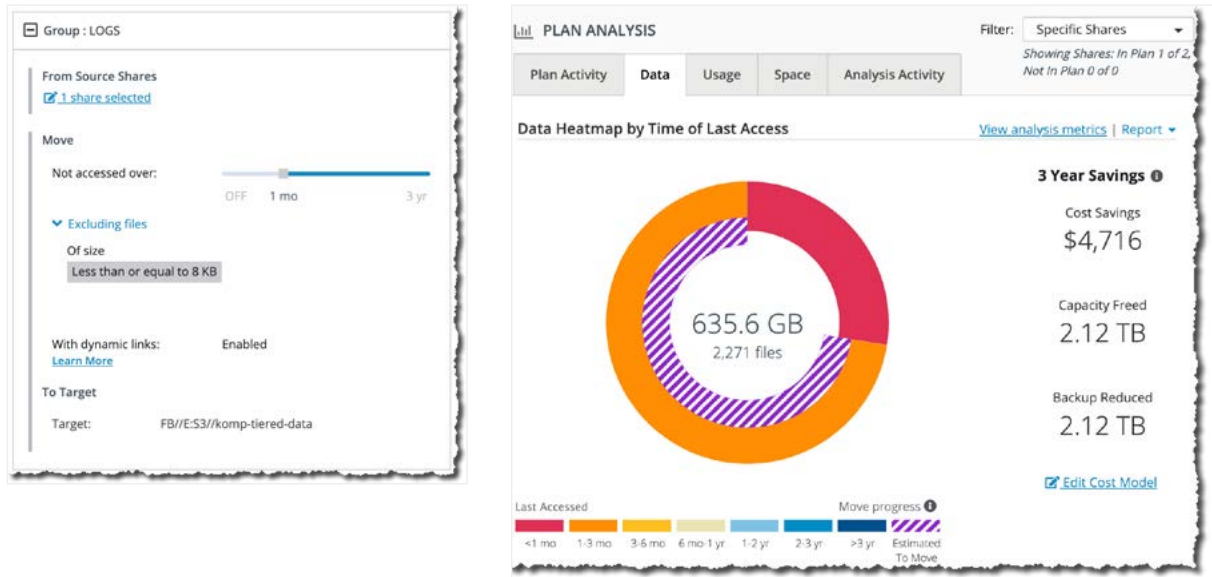 Group : LOGS
From Source Shares
1 share selected
Move
Not accessed over:
OFF 1 mo 3 yr
Excluding files
Of size
Less than or equal to 8 KB
With dynamic links: Enabled
Learn More
To Target
Target: FB//E:S3//komp-tiered-data
PLAN ANALYSIS
Filter: Specific Shares
Showing Shares: In Plan 1 of 2,
Not In Plan 0 of 0
Plan Activity Data Usage Space Analysis Activity
Data Heatmap by Time of Last Access
View analysis metrics | Report
635.6 GB
2,271 files
3 Year Savings
Cost Savings
$4,716
Capacity Freed
2.12 TB
Backup Reduced
2.12 TB
Edit Cost Model
Last Accessed Move progress
<1 mo 1-3 mo 3-6 mo 6 mo-1 yr 1-2 yr 2-3 yr >3 yr Estimated
To Move